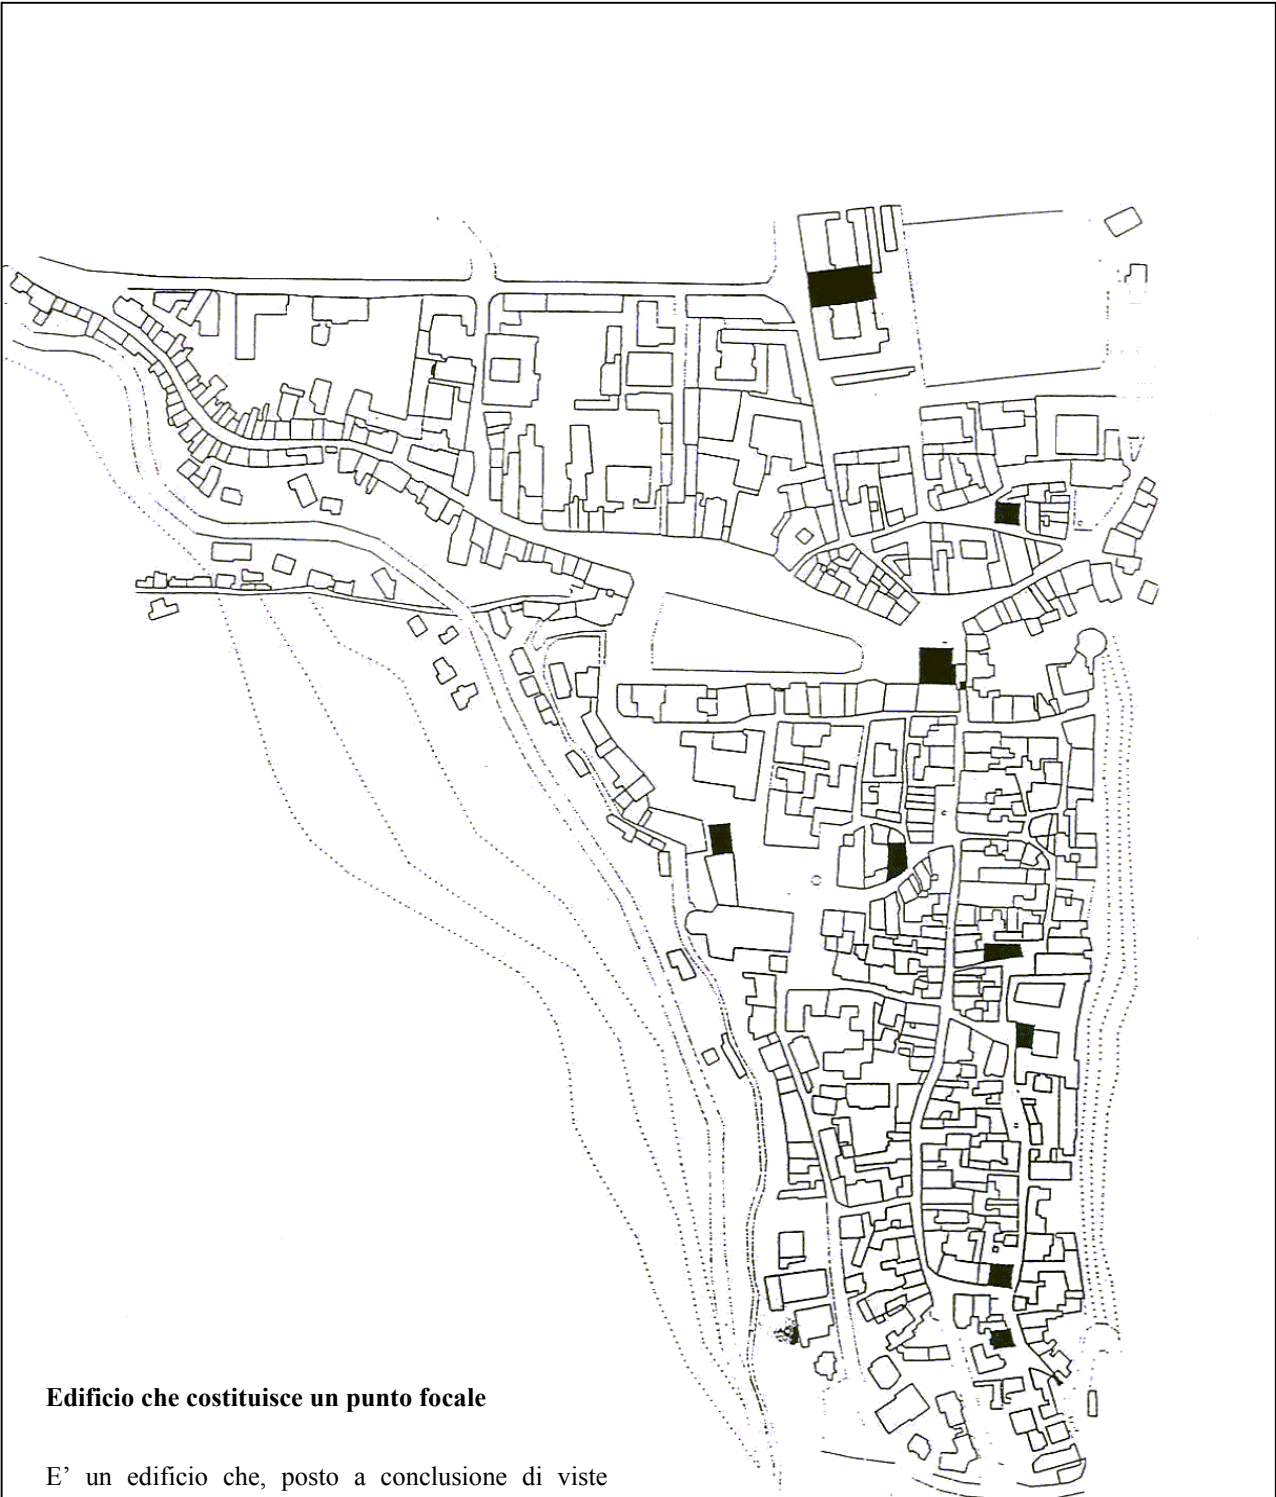 Edificio che costituisce un punto focale
E’ un edificio che, posto a conclusione di viste